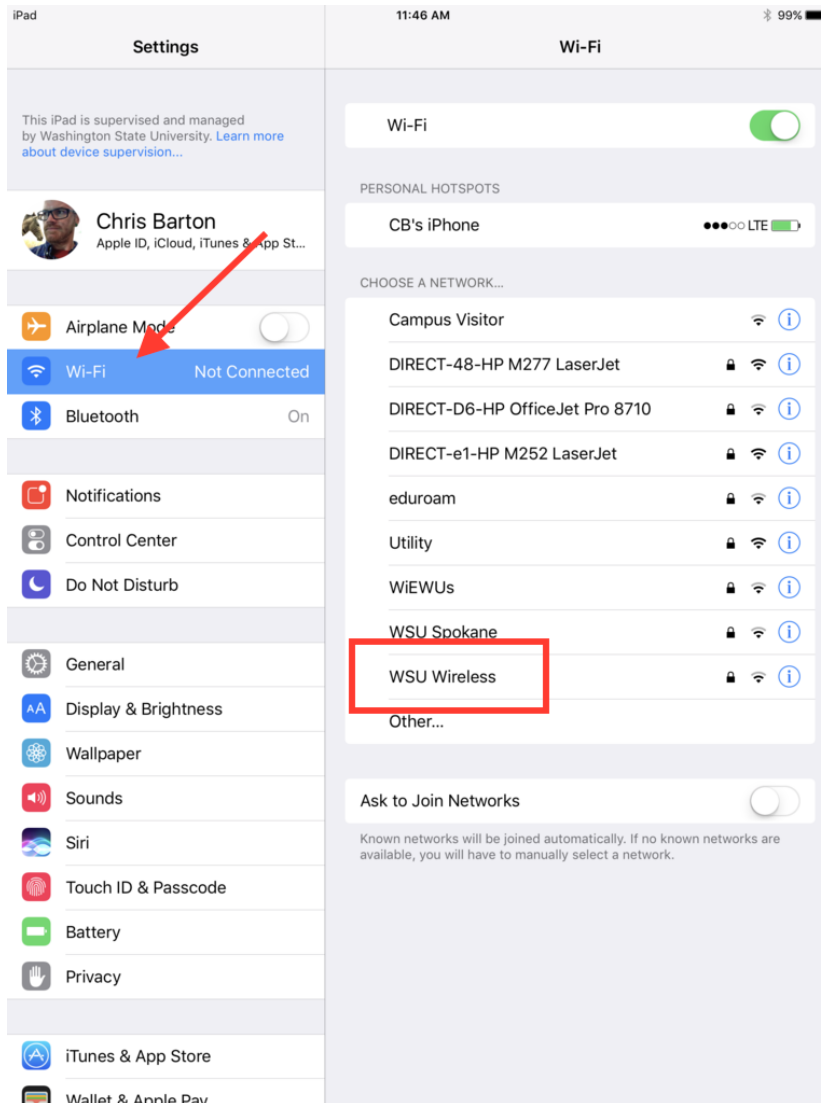 iPad
11:46 AM
99%
Settings
Wi-Fi
This iPad is supervised and managed
by Washington State University. Learn more
about device supervision...
Chris Barton
Apple ID, iCloud, iTunes & App St...
Airplane Mode
Wi-Fi Not Connected
Bluetooth On
Notifications
Control Center
Do Not Disturb
General
AA Display & Brightness
Wallpaper
Sounds
Siri
Touch ID & Passcode
Battery
Privacy
iTunes & App Store
Wallet & Apple Pay
Wi-Fi
PERSONAL HOTSPOTS
CB's iPhone LTE
CHOOSE A NETWORK...
Campus Visitor
DIRECT-48-HP M277 LaserJet
DIRECT-D6-HP OfficeJet Pro 8710
DIRECT-e1-HP M252 LaserJet
eduroam
Utility
WiEWUs
WSU Spokane
WSU Wireless
Other...
Ask to Join Networks
Known networks will be joined automatically. If no known networks are
available, you will have to manually select a network.